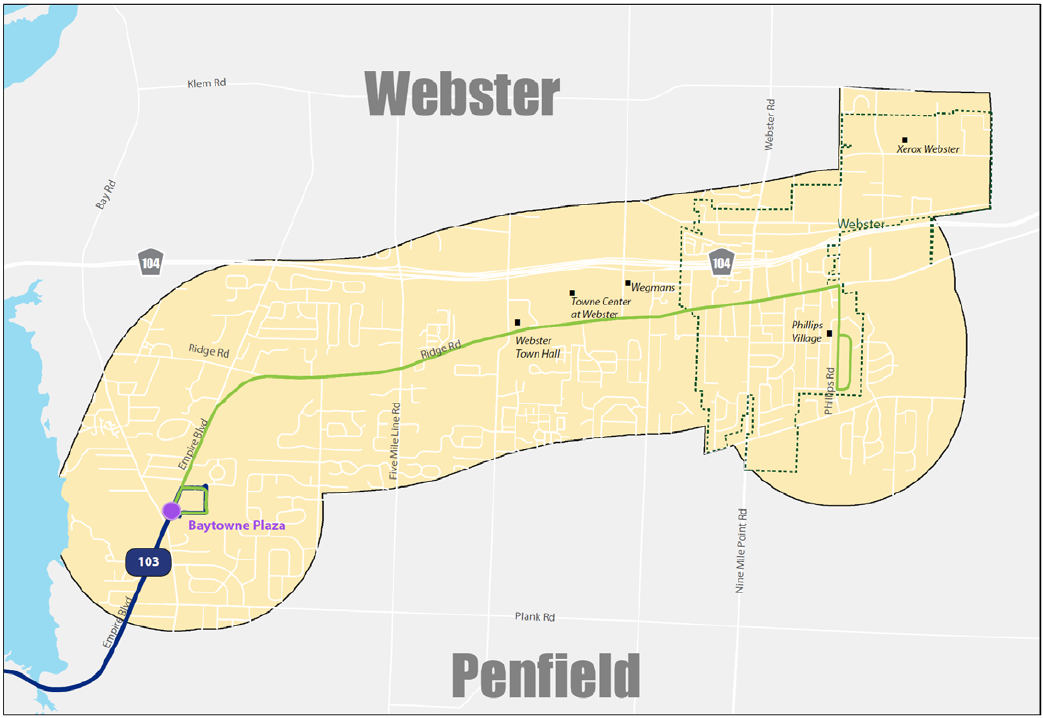 Klem Rd
Webster
Webster Rd
Xerox Webster
Bay Rd
Webster
104
104
Wegmans
Towne Center
at Webster
Webster
Town Hall
Phillips
Village
Ridge Rd
Ridge Rd
Phillips Rd
Empire Blvd
Five Mile Line Rd
Baytowne Plaza
103
Nine Mile Point Rd
Empire Blvd
Plank Rd
Penfield